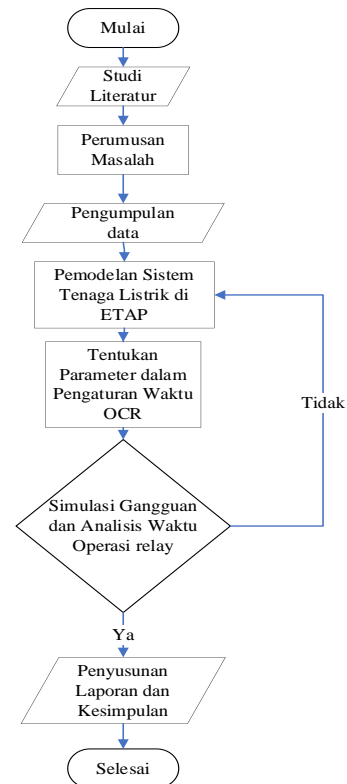 Mulai
Studi
Literatur
Perumusan
Masalah
Pengumpulan
data
Pemodelan Sistem
Tenaga Listrik di
ETAP
Tentukan
Parameter dalam
Pengaturan Waktu
OCR
Tidak
Simulasi Gangguan
dan Analisis Waktu
Operasi relay
Ya
Penyusunan
Laporan dan
Kesimpulan
Selesai